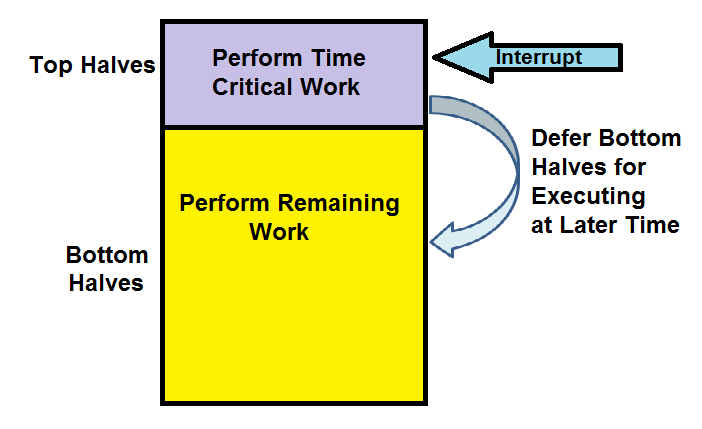 Top Halves
Perform Time
Critical Work
Interrupt
Defer Bottom
Halves for
Executing
at Later Time
Perform Remaining
Work
Bottom
Halves